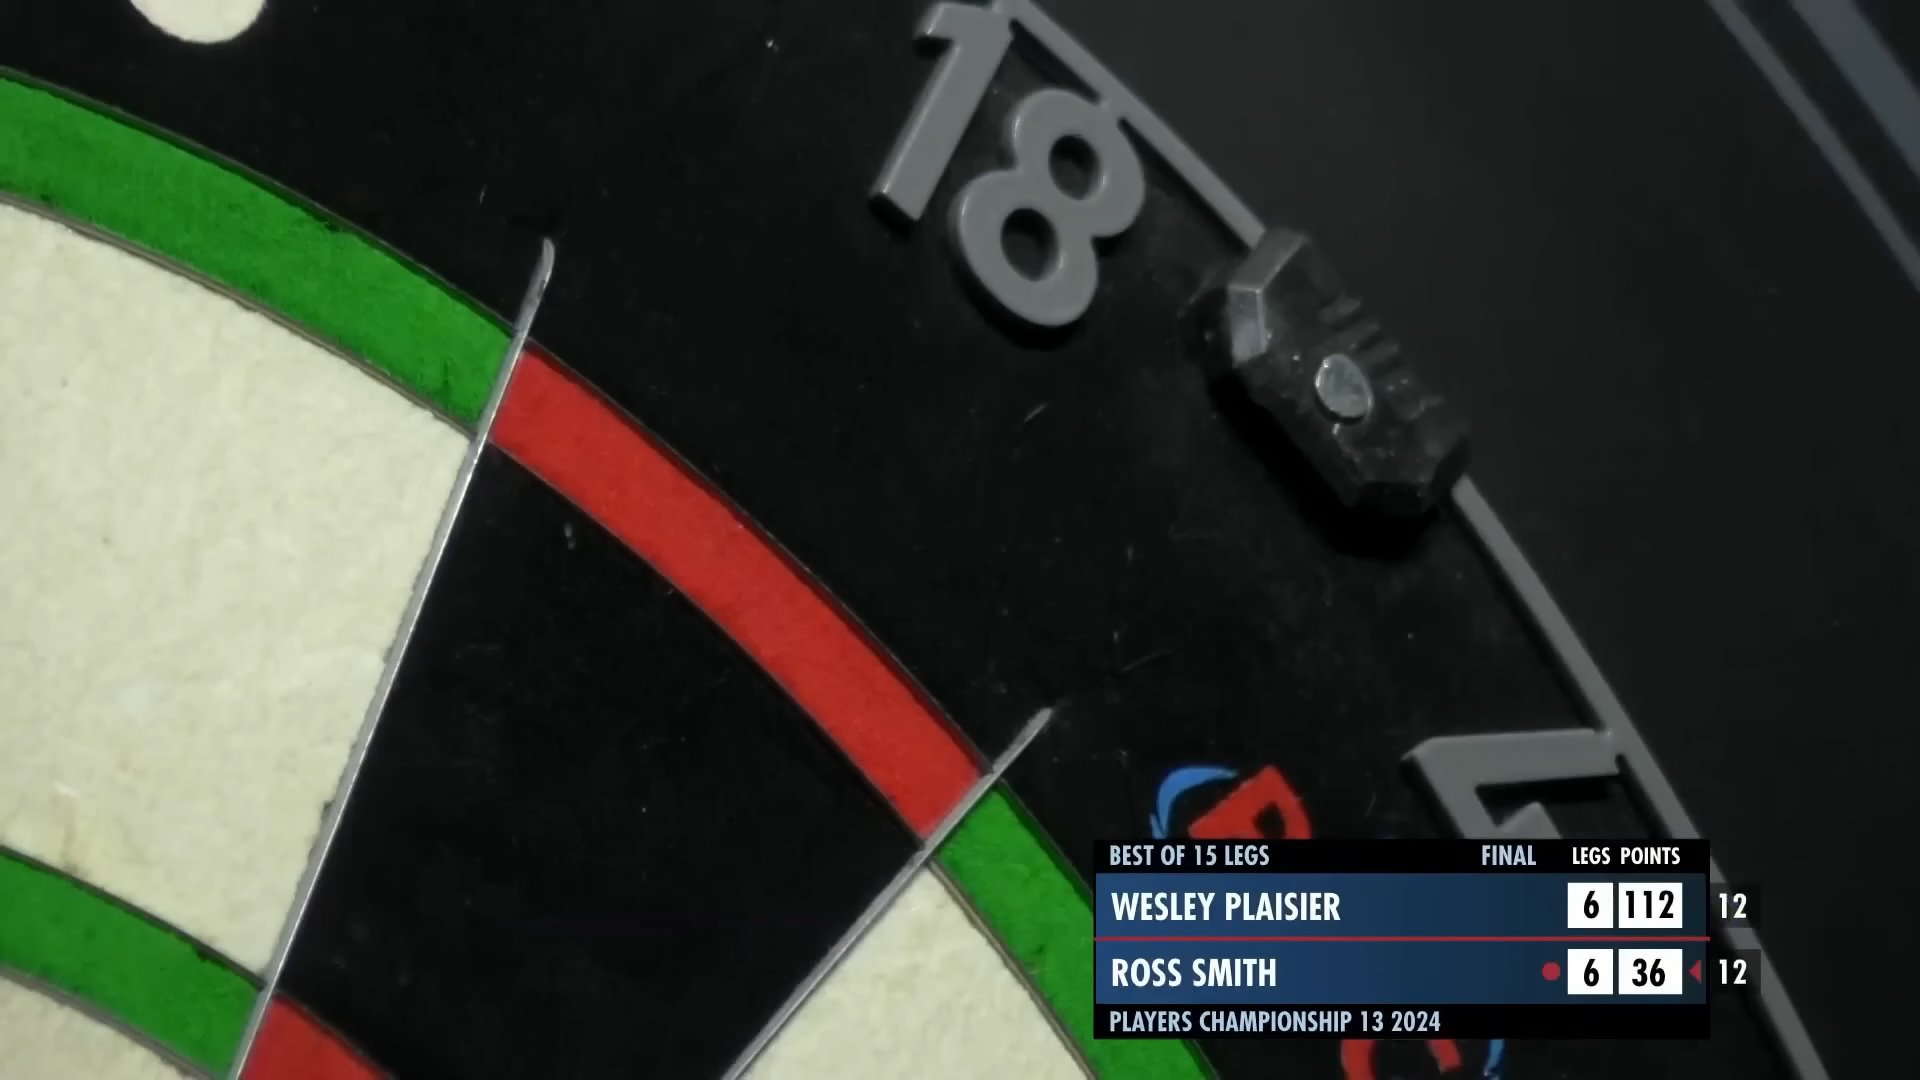 18
4
BEST OF 15 LEGS FINAL LEGS POINTS
WESLEY PLAISIER 6 112 12
ROSS SMITH 6 36 12
PLAYERS CHAMPIONSHIP 13 2024